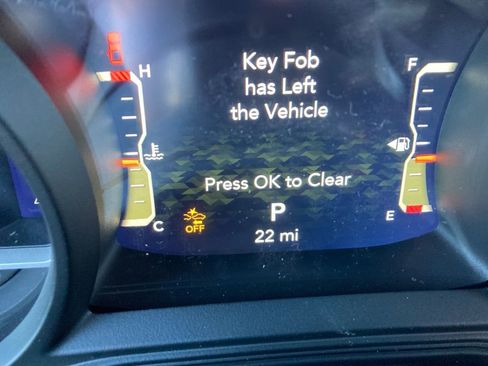 Key Fob
has Left
the Vehicle
Press OK to Clear
H
C
F
E
OFF
P
22 mi